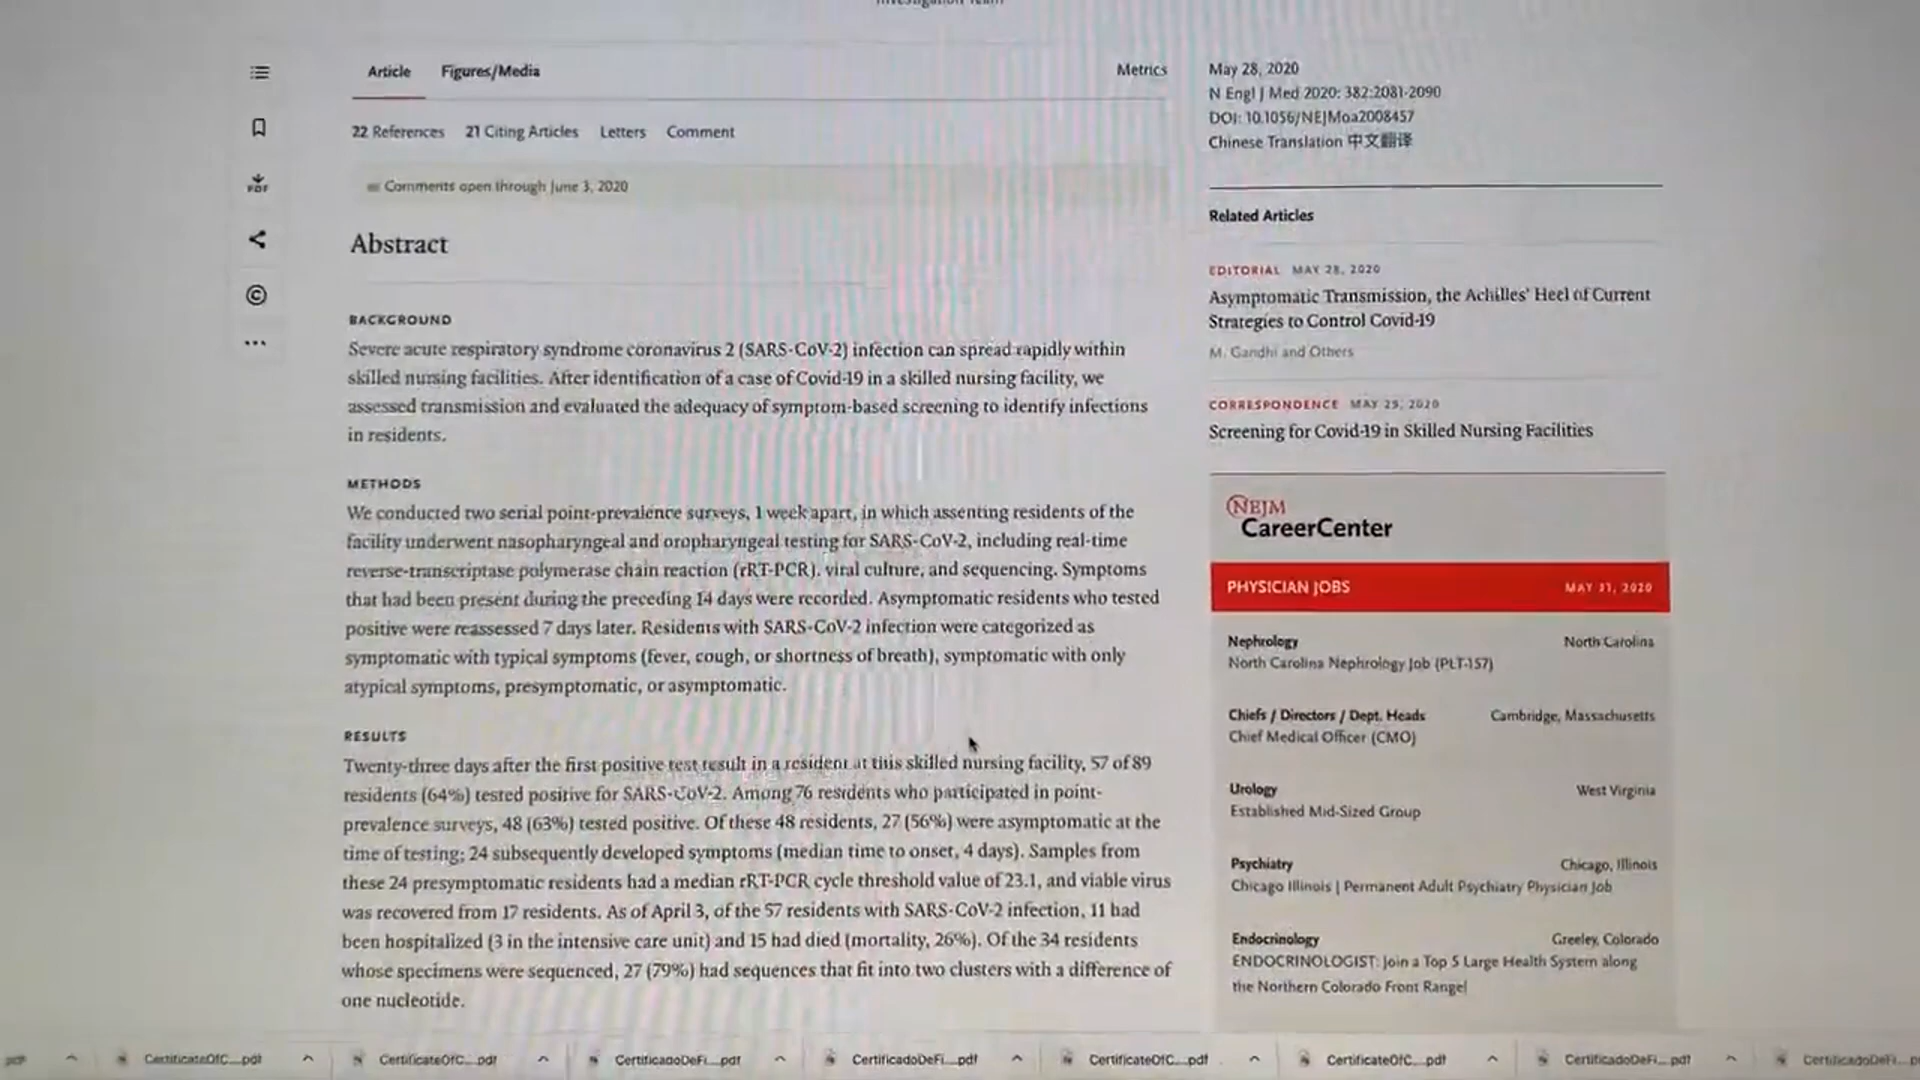 Investigation Team
Article Figures/Media Metrics
22 References 21 Citing Articles Letters Comment
Comments open through June 3, 2020
Abstract
BACKGROUND
Severe acute respiratory syndrome coronavirus 2 (SARS-CoV-2) infection can spread rapidly within
skilled nursing facilities. After identification of a case of Covid-19 in a skilled nursing facility, we
assessed transmission and evaluated the adequacy of symptom-based screening to identify infections
in residents.
METHODS
We conducted two serial point-prevalence surveys, 1 week apart, in which assenting residents of the
facility underwent nasopharyngeal and oropharyngeal testing for SARS-CoV-2, including real-time
reverse-transcriptase polymerase chain reaction (rRT-PCR), viral culture, and sequencing. Symptoms
that had been present during the preceding 14 days were recorded. Asymptomatic residents who tested
positive were reassessed 7 days later. Residents with SARS-CoV-2 infection were categorized as
symptomatic with typical symptoms (fever, cough, or shortness of breath), symptomatic with only
atypical symptoms, presymptomatic, or asymptomatic.
RESULTS
Twenty-three days after the first positive test result in a resident at this skilled nursing facility, 57 of 89
residents (64%) tested positive for SARS-CoV-2. Among 76 residents who participated in point-
prevalence surveys, 48 (63%) tested positive. Of these 48 residents, 27 (56%) were asymptomatic at the
time of testing; 24 subsequently developed symptoms (median time to onset, 4 days). Samples from
these 24 presymptomatic residents had a median rRT-PCR cycle threshold value of 23.1, and viable virus
was recovered from 17 residents. As of April 3, of the 57 residents with SARS-CoV-2 infection, 11 had
been hospitalized (3 in the intensive care unit) and 15 had died (mortality, 26%). Of the 34 residents
whose specimens were sequenced, 27 (79%) had sequences that fit into two clusters with a difference of
one nucleotide.
May 28, 2020
N Engl J Med 2020; 382:2081-2090
DOI: 10.1056/NEJMoa2008457
Chinese Translation 中文翻译
Related Articles
EDITORIAL MAY 28, 2020
Asymptomatic Transmission, the Achilles' Heel of Current
Strategies to Control Covid-19
M. Gandhi and Others
CORRESPONDENCE MAY 29, 2020
Screening for Covid-19 in Skilled Nursing Facilities
NEJM
CareerCenter
PHYSICIAN JOBS MAY 31, 2020
Nephrology North Carolina
North Carolina Nephrology Job (PLT-157)
Chiefs / Directors / Dept. Heads Cambridge, Massachusetts
Chief Medical Officer (CMO)
Urology West Virginia
Established Mid-Sized Group
Psychiatry Chicago, Illinois
Chicago Illinois | Permanent Adult Psychiatry Physician Job
Endocrinology Greeley, Colorado
ENDOCRINOLOGIST: Join a Top 5 Large Health System along
the Northern Colorado Front Range!
PDF
pdf CertificateOfC....pdf CertificateOfC....pdf CertificadoDeFi....pdf CertificadoDeFi....pdf CertificateOfC....pdf CertificateOfC....pdf CertificadoDeFi....pdf CertificadoDeFi....p